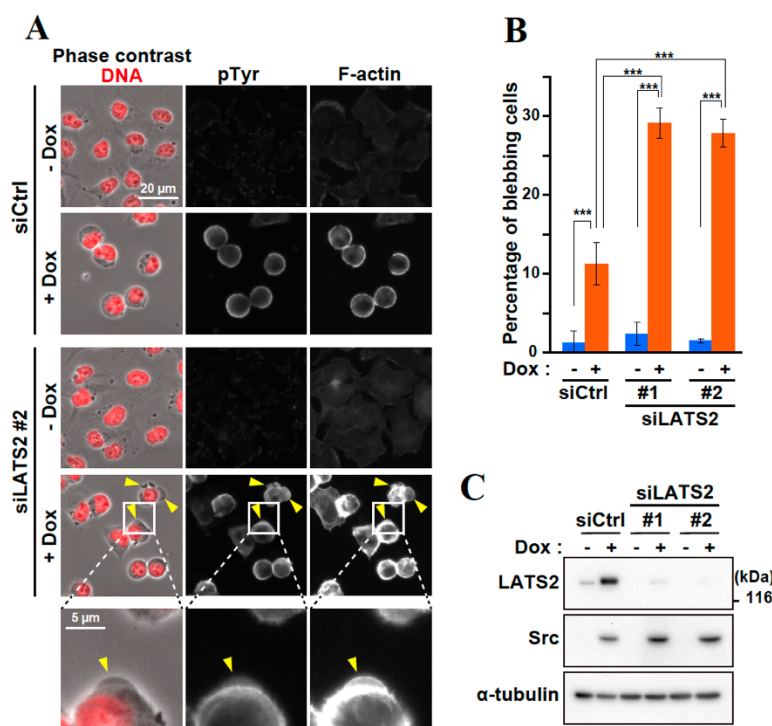 A
Phase contrast
DNA pTyr F-actin
siCtrl
- Dox
20 µm
+ Dox
siLATS2 #2
- Dox
+ Dox
5 µm
B
Percentage of blebbing cells
30
20
10
0
***
***
*** *** ***
Dox : - + - + - +
siCtrl #1 #2
siLATS2
C
siLATS2
siCtrl #1 #2
Dox : - + - + - +
LATS2 (kDa)
116
Src
α-tubulin